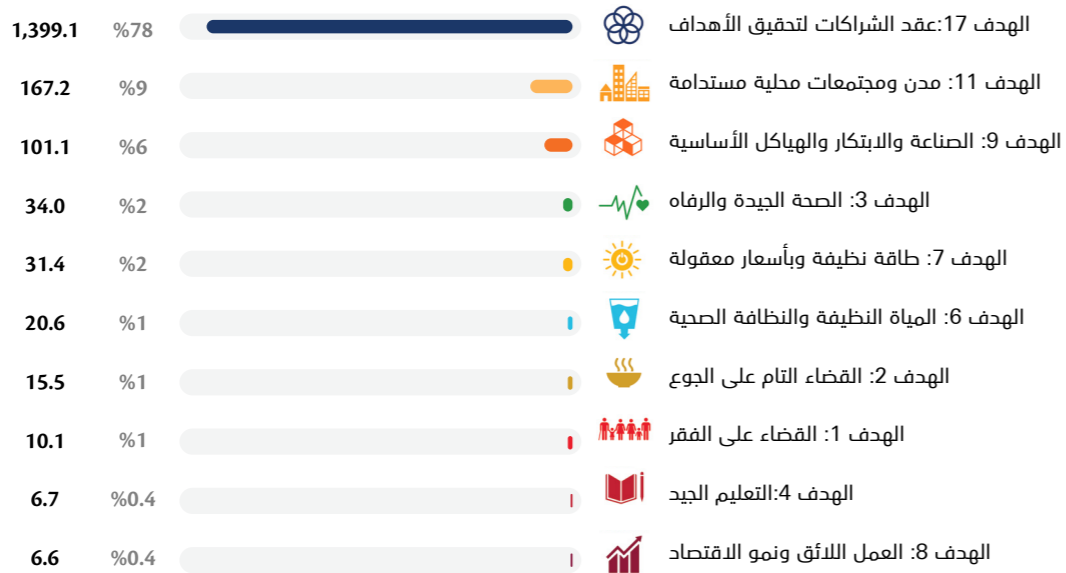 الهدف 17:عقد الشراكات لتحقيق الأهداف %78 1,399.1
الهدف 11: مدن ومجتمعات محلية مستدامة %9 167.2
الهدف 9: الصناعة والابتكار والهياكل الأساسية %6 101.1
الهدف 3: الصحة الجيدة والرفاه %2 34.0
الهدف 7: طاقة نظيفة وبأسعار معقولة %2 31.4
الهدف 6: المياة النظيفة والنظافة الصحية %1 20.6
الهدف 2: القضاء التام على الجوع %1 15.5
الهدف 1: القضاء على الفقر %1 10.1
الهدف 4:التعليم الجيد %0.4 6.7
الهدف 8: العمل اللائق ونمو الاقتصاد %0.4 6.6